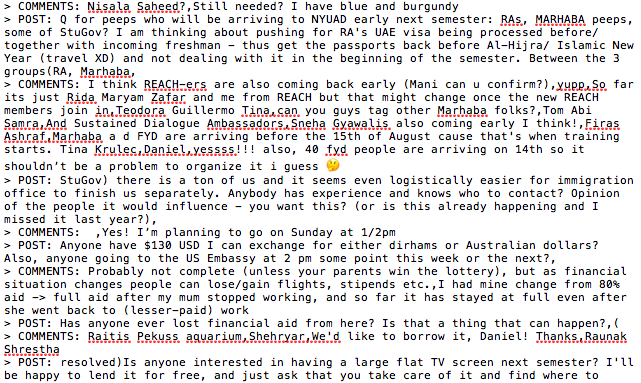 > COMMENTS: Nisala Saheed?,Still needed? I have blue and burgundy
> POST: Q for peeps who will be arriving to NYUAD early next semester: RAs, MARHABA peeps,
some of StuGov? I am thinking about pushing for RA's UAE visa being processed before/
together with incoming freshman – thus get the passports back before Al-Hijra/ Islamic New
Year (travel XD) and not dealing with it in the beginning of the semester. Between the 3
groups(RA, Marhaba,
> COMMENTS: I think REACH-ers are also coming back early (Mani can u confirm?),yupp,So far
its just Rida Maryam Zafar and me from REACH but that might change once the new REACH
members join in,Teodora Guillermo Tina,can you guys tag other Marhaba folks?,Tom Abi
Samra,And Sustained Dialogue Ambassadors,Sneha Gyawalis also coming early I think!,Firas
Ashraf,Marhaba a d FYD are arriving before the 15th of August cause that's when training
starts. Tina Krulec,Daniel,yessss!!! also, 40 fyd people are arriving on 14th so it
shouldn't be a problem to organize it i guess 🤔
> POST: StuGov) there is a ton of us and it seems even logistically easier for immigration
office to finish us separately. Anybody has experience and knows who to contact? Opinion
of the people it would influence – you want this? (or is this already happening and I
missed it last year?),
> COMMENTS:  ,Yes! I'm planning to go on Sunday at 1/2pm
> POST: Anyone have $130 USD I can exchange for either dirhams or Australian dollars?
Also, anyone going to the US Embassy at 2 pm some point this week or the next?,
> COMMENTS: Probably not complete (unless your parents win the lottery), but as financial
situation changes people can lose/gain flights, stipends etc.,I had mine change from 80%
aid —> full aid after my mum stopped working, and so far it has stayed at full even after
she went back to (lesser-paid) work
> POST: Has anyone ever lost financial aid from here? Is that a thing that can happen?,(
> COMMENTS: Raitis Pekuss aquarium,Shehryar,We'd like to borrow it, Daniel! Thanks,Raunak
Shrestha
> POST: resolved)Is anyone interested in having a large flat TV screen next semester? I'll
be happy to lend it for free, and just ask that you take care of it and find where to